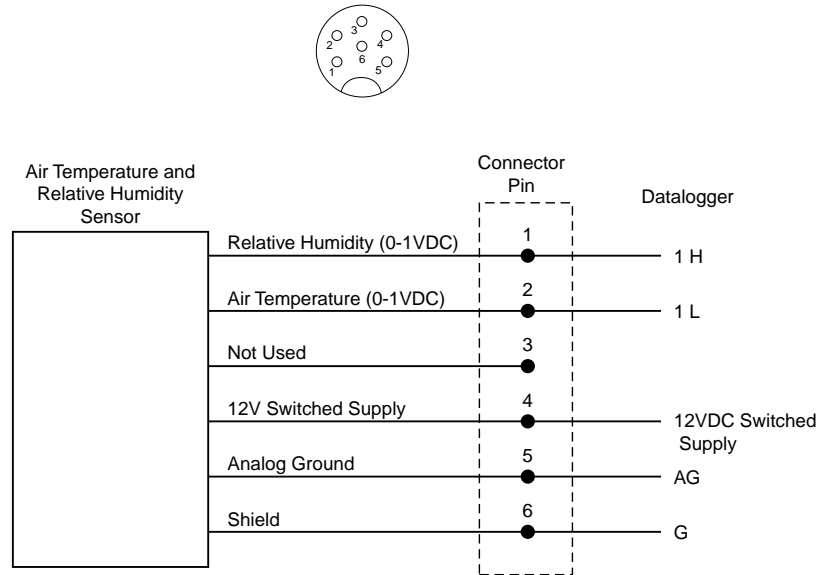 3
2 4
6
1 5
Air Temperature and
Relative Humidity
Sensor
Connector
Pin
Datalogger
Relative Humidity (0-1VDC) 1 1 H
Air Temperature (0-1VDC) 2 1 L
Not Used 3
12V Switched Supply 4 12VDC Switched
Supply
Analog Ground 5 AG
Shield 6 G